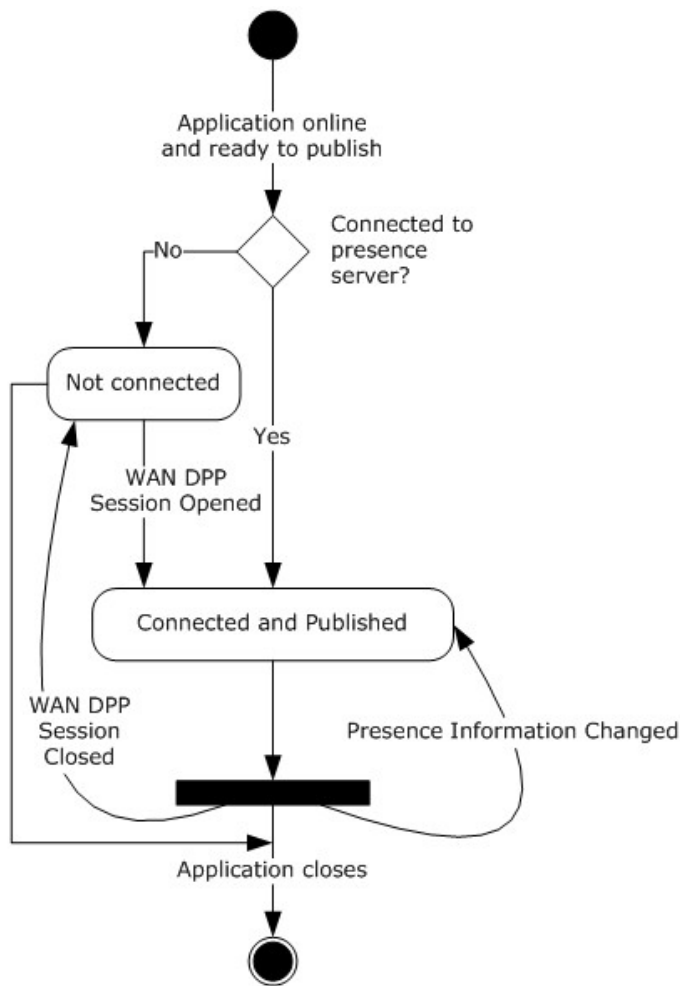 Application online
and ready to publish
Connected to
presence
server?
No
Not connected
Yes
WAN DPP
Session Opened
Connected and Published
WAN DPP
Session
Closed
Presence Information Changed
Application closes